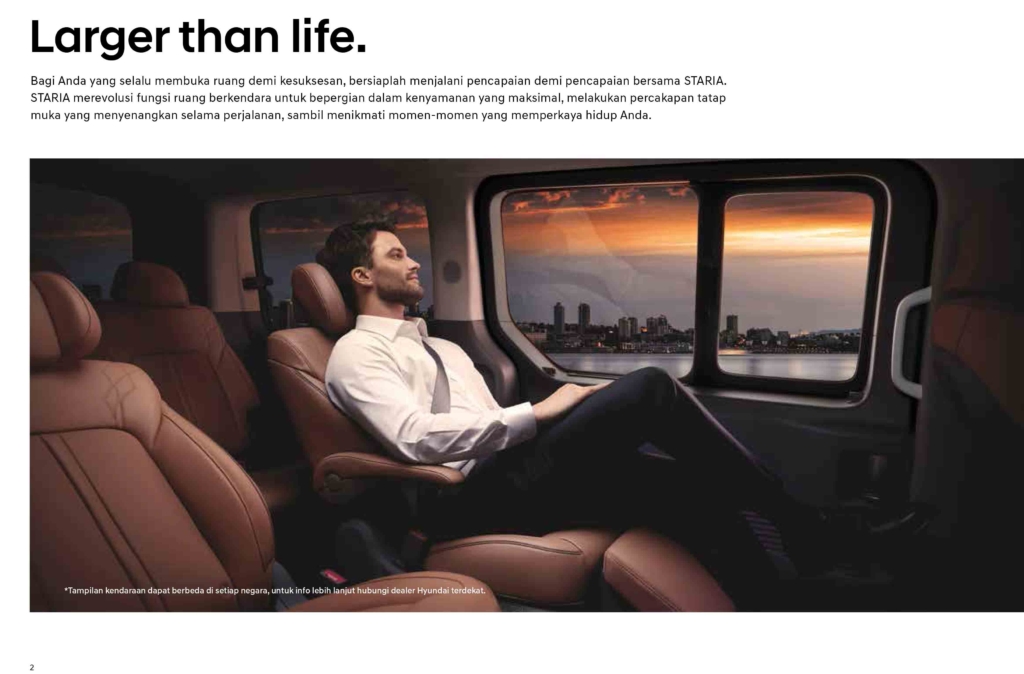 Larger than life.
Bagi Anda yang selalu membuka ruang demi kesuksesan, bersiaplah menjalani pencapaian demi pencapaian bersama STARIA.
STARIA merevolusi fungsi ruang berkendara untuk bepergian dalam kenyamanan yang maksimal, melakukan percakapan tatap
muka yang menyenangkan selama perjalanan, sambil menikmati momen-momen yang memperkaya hidup Anda.
*Tampilan kendaraan dapat berbeda di setiap negara, untuk info lebih lanjut hubungi dealer Hyundai terdekat.
2